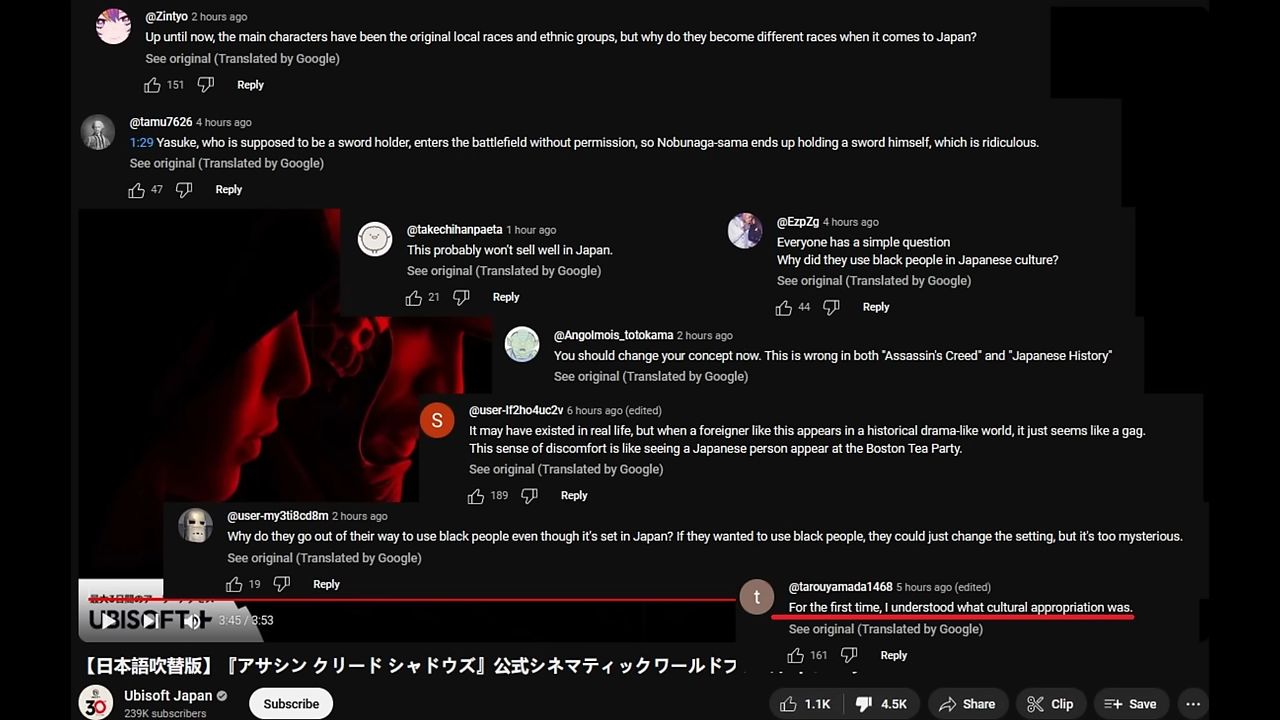 @Zintyo 2 hours ago
Up until now, the main characters have been the original local races and ethnic groups, but why do they become different races when it comes to Japan?
See original (Translated by Google)
151 Reply
@tamu7626 4 hours ago
1:29 Yasuke, who is supposed to be a sword holder, enters the battlefield without permission, so Nobunaga-sama ends up holding a sword himself, which is ridiculous.
See original (Translated by Google)
47 Reply
@takechihanpaeta 1 hour ago
This probably won't sell well in Japan.
See original (Translated by Google)
21 Reply
@EzpZg 4 hours ago
Everyone has a simple question
Why did they use black people in Japanese culture?
See original (Translated by Google)
44 Reply
@Angolmois_totokama 2 hours ago
You should change your concept now. This is wrong in both "Assassin's Creed" and "Japanese History"
See original (Translated by Google)
S
@user-lf2ho4uc2v 6 hours ago (edited)
It may have existed in real life, but when a foreigner like this appears in a historical drama-like world, it just seems like a gag.
This sense of discomfort is like seeing a Japanese person appear at the Boston Tea Party.
See original (Translated by Google)
189 Reply
@user-my3ti8cd8m 2 hours ago
Why do they go out of their way to use black people even though it's set in Japan? If they wanted to use black people, they could just change the setting, but it's too mysterious.
See original (Translated by Google)
19 Reply
t
@tarouyamada1468 5 hours ago (edited)
For the first time, I understood what cultural appropriation was.
See original (Translated by Google)
161 Reply
UBISOFT+
3:45 / 3:53
【日本語吹替版】『アサシン クリード シャドウズ』公式シネマティックワールド
Ubisoft Japan
239K subscribers
30
Subscribe
1.1K 4.5K Share Clip Save